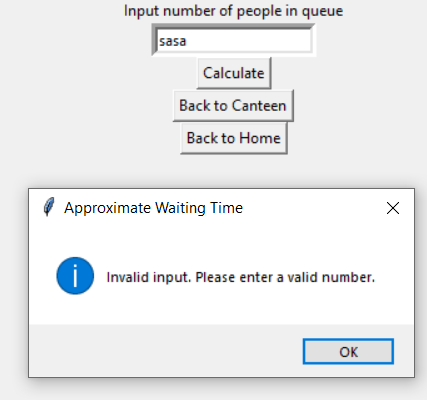 Input number of people in queue
sasa
Calculate
Back to Canteen
Back to Home
Approximate Waiting Time
Invalid input. Please enter a valid number.
OK